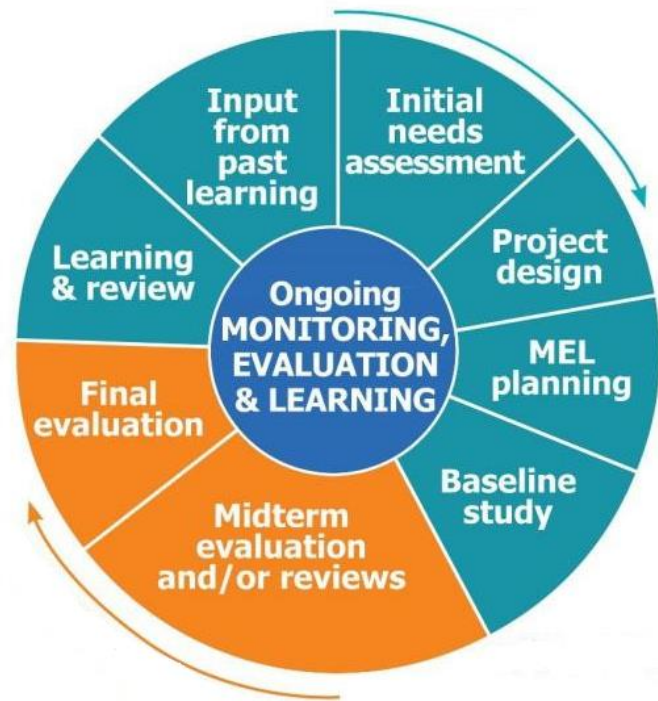 Initial
needs
assessment
Project
design
MEL
planning
Baseline
study
Midterm
evaluation
and/or reviews
Final
evaluation
Learning
& review
Input
from
past
learning
Ongoing
MONITORING,
EVALUATION
& LEARNING